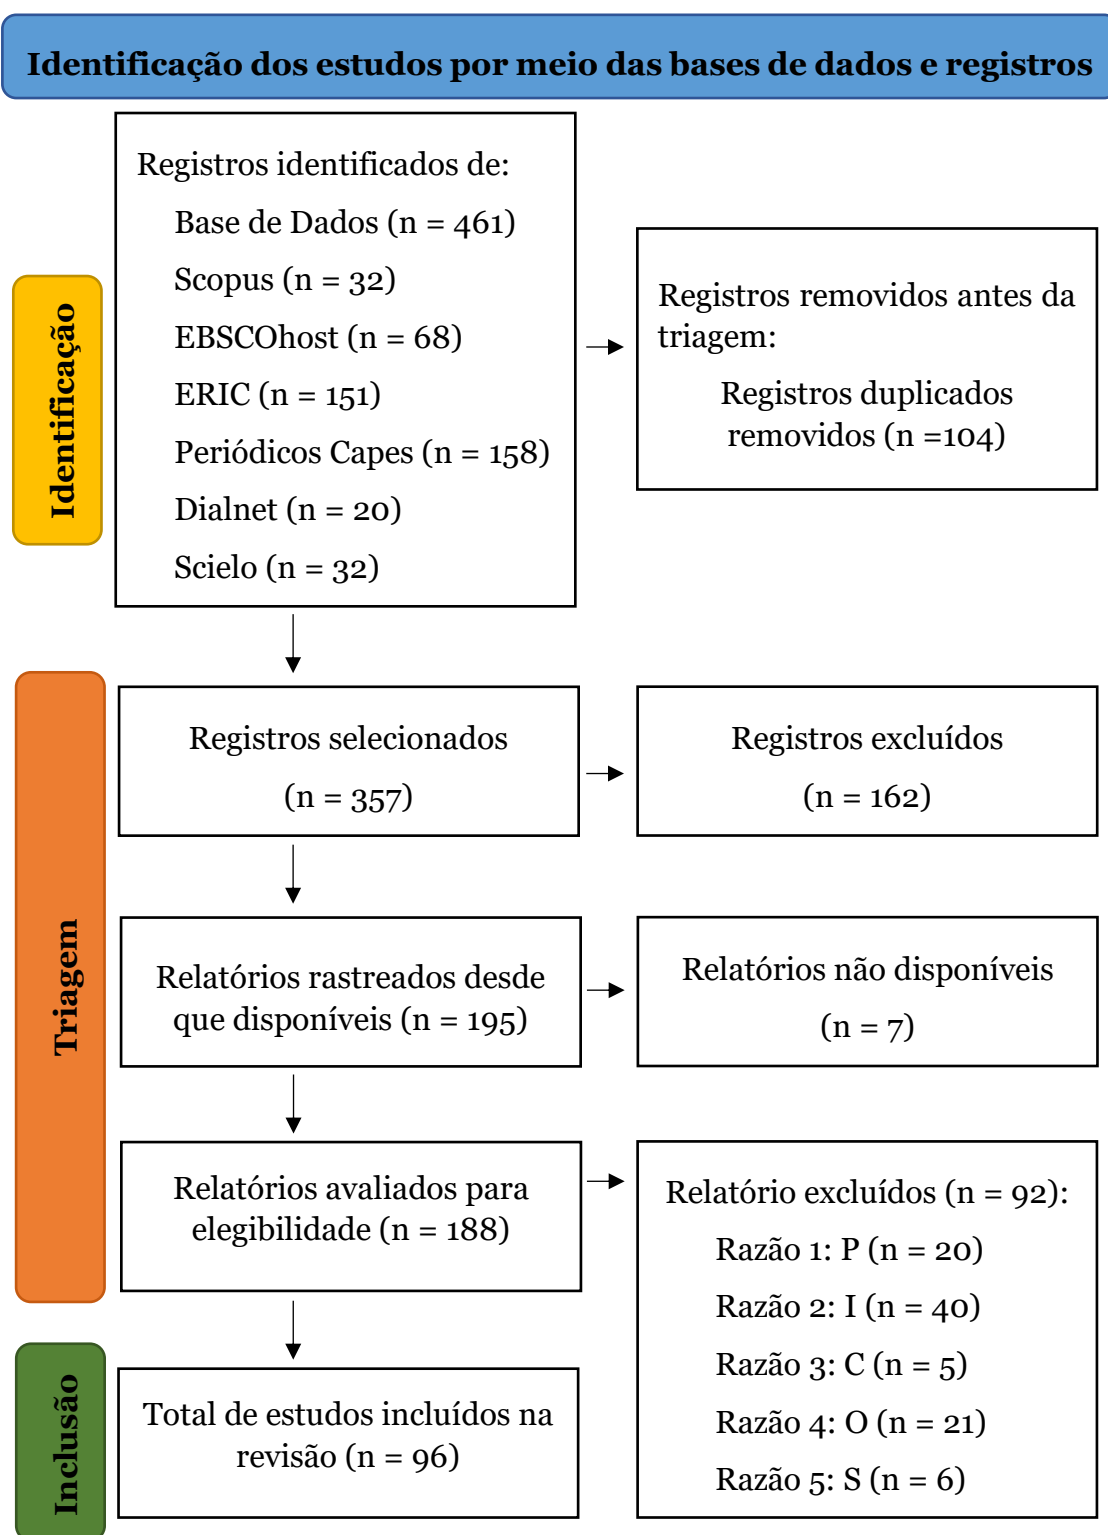 Identificação dos estudos por meio das bases de dados e registros
Identificação
Registros identificados de:
Base de Dados (n = 461)
Scopus (n = 32)
EBSCOhost (n = 68)
ERIC (n = 151)
Periódicos Capes (n = 158)
Dialnet (n = 20)
Scielo (n = 32)
Registros removidos antes da
triagem:
Registros duplicados
removidos (n =104)
Triagem
Registros selecionados
(n = 357)
Registros excluídos
(n = 162)
Relatórios rastreados desde
que disponíveis (n = 195)
Relatórios não disponíveis
(n = 7)
Relatórios avaliados para
elegibilidade (n = 188)
Relatório excluídos (n = 92):
Razão 1: P (n = 20)
Razão 2: I (n = 40)
Razão 3: C (n = 5)
Razão 4: O (n = 21)
Razão 5: S (n = 6)
Inclusão
Total de estudos incluídos na
revisão (n = 96)